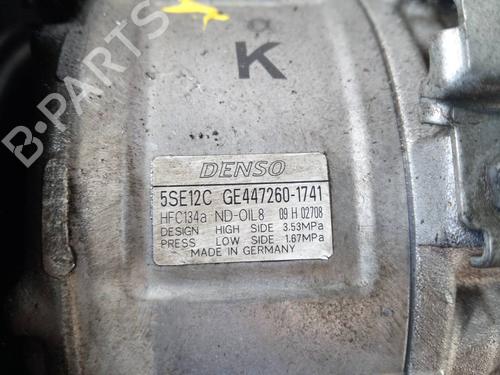 K
B-PARTS
DENSO
5SE12C GE447260-1741
HFC134a ND-OIL8 09 H 02708
DESIGN HIGH SIDE 3.53MPa
PRESS LOW SIDE 1.67MPa
MADE IN GERMANY